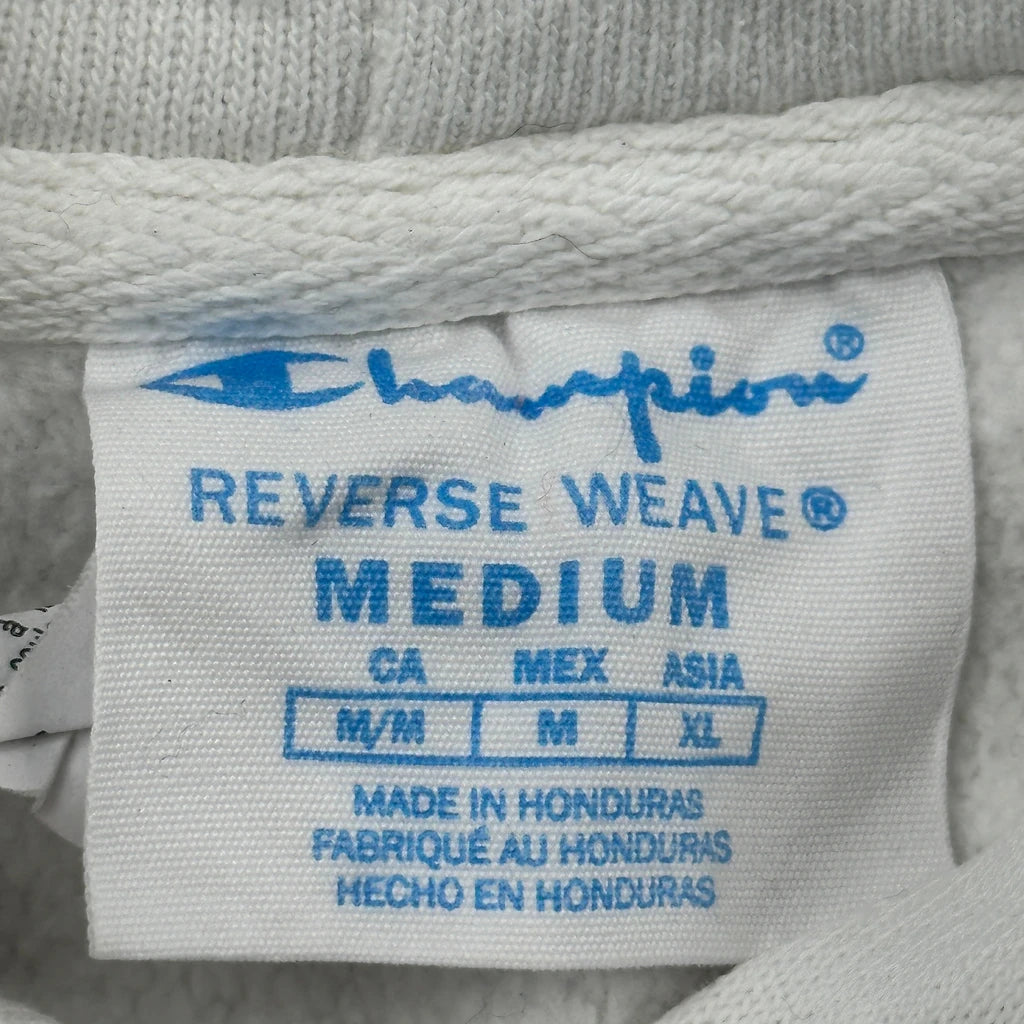 Champion®
REVERSE WEAVE®
MEDIUM
CA MEX ASIA
M/M M XL
MADE IN HONDURAS
FABRIQUÉ AU HONDURAS
HECHO EN HONDURAS